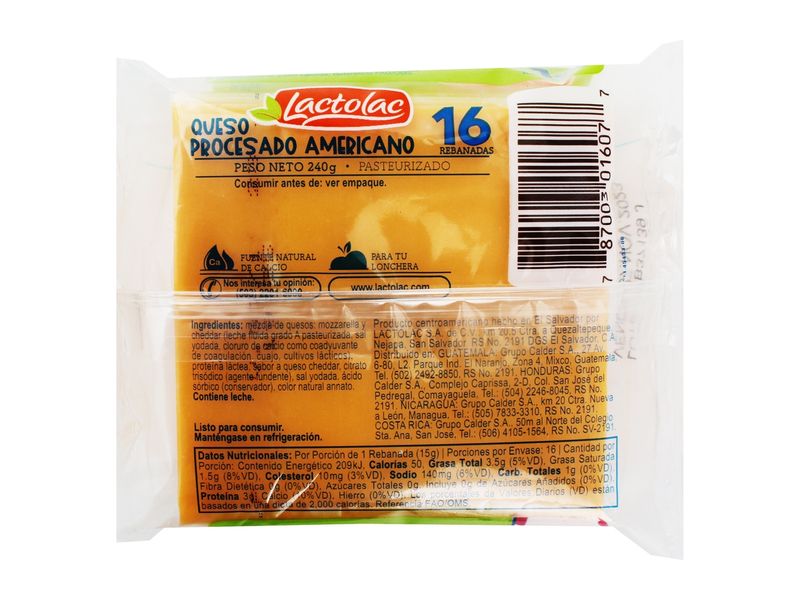 Lactolac
QUESO
PROCESADO AMERICANO
16
REBANADAS
PESO NETO 240g • PASTEURIZADO
Consumir antes de: ver empaque.
Ca
FUENTE NATURAL
DE CALCIO
PARA TU
LONCHERA
Nos interesa tu opinión:
www.lactolac.com
7 87003 01607 7
Ingredientes: mezcla de quesos: mozzarella y
cheddar (leche fluida grado A pasteurizada, sal
yodada, cloruro de calcio como coadyuvante
de coagulación, cuajo, cultivos lácticos),
proteína láctea, sabor a queso cheddar, citrato
trisódico (agente fundente), sal yodada, ácido
sórbico (conservador), color natural annato.
Contiene leche.
Listo para consumir.
Manténgase en refrigeración.
Producto centroamericano hecho en El Salvador por
LACTOLAC S.A. de C.V. km 20.5 Ctra. a Quezaltepeque,
Nejapa, San Salvador. RS No. 2191 DGS El Salvador, C.A.
Distribuido en: GUATEMALA: Grupo Calder S.A., 27 Av.
6-80, L2, Parque Ind. El Naranjo, Zona 4, Mixco, Guatemala,
Tel. (502) 2492-8850, RS No. 2191. HONDURAS: Grupo
Calder S.A., Complejo Caprissa, 2-D, Col. San José del
Pedregal, Comayaguela, Tel.: (504) 2246-8045, RS No.
2191. NICARAGUA: Grupo Calder S.A., km 20 Ctra. Nueva
a León, Managua, Tel.: (505) 7833-3310, RS No. 2191.
COSTA RICA: Grupo Calder S.A., 50m al Norte del Colegio
Sta. Ana, San José, Tel.: (506) 4105-1564, RS No. SV-2191.
Datos Nutricionales: Por Porción de 1 Rebanada (15g) | Porciones por Envase: 16 | Cantidad por
Porción: Contenido Energético 209kJ, Calorías 50, Grasa Total 3.5g (5%VD), Grasa Saturada
1.5g (8%VD), Colesterol 10mg (3%VD), Sodio 140mg (6%VD), Carb. Totales 1g (0%VD),
Fibra Dietética 0g (0%VD), Azúcares Totales 0g, Incluye 0g de Azúcares Añadidos (0%VD),
Proteína 3g, (0%VD), Hierro (0%VD), Los porcentajes de Valores Diarios (VD) están
basados en una dieta de 2,000 calorías. Referencia FAO/OMS.